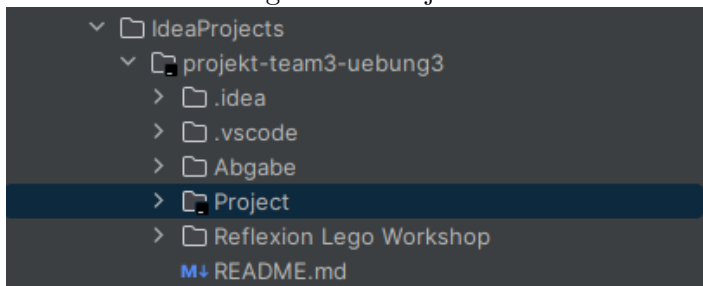 IdeaProjects
projekt-team3-uebung3
.idea
.vscode
Abgabe
Project
Reflexion Lego Workshop
M↓ README.md